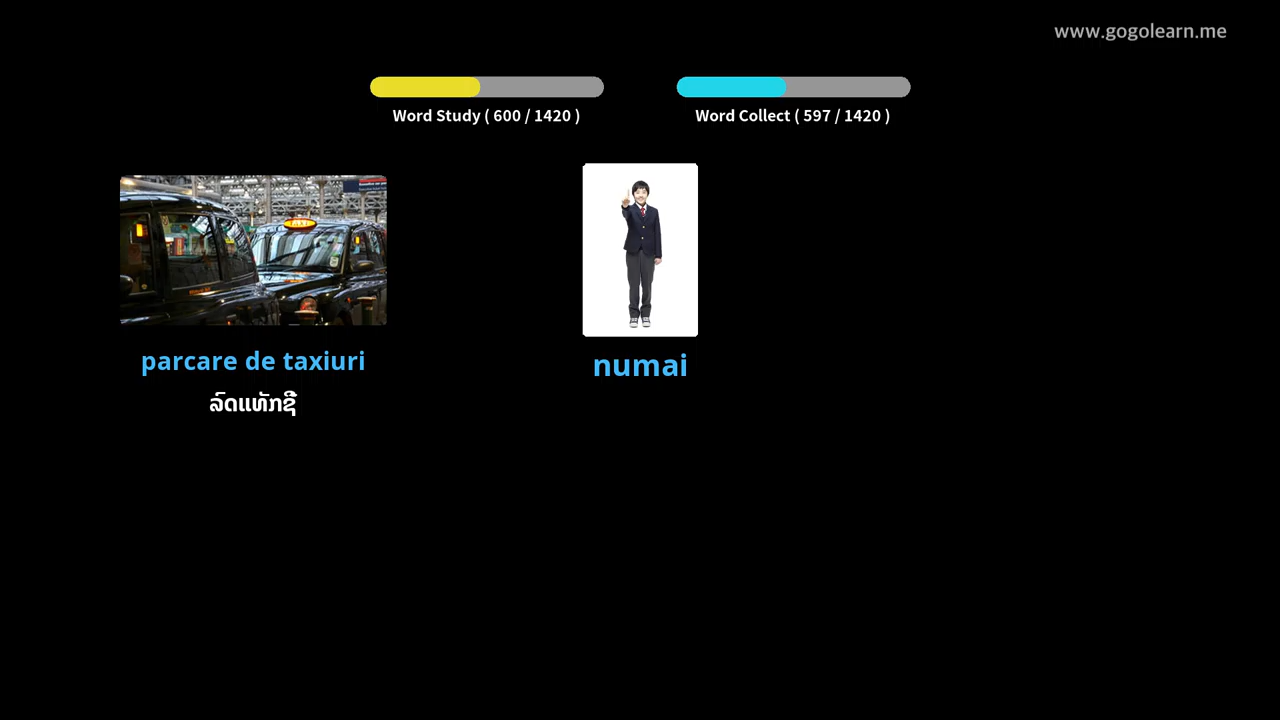 www.gogolearn.me
Word Study ( 600 / 1420 )
Word Collect ( 597 / 1420 )
parcare de taxiuri
ລົດແທັກຊີ
numai